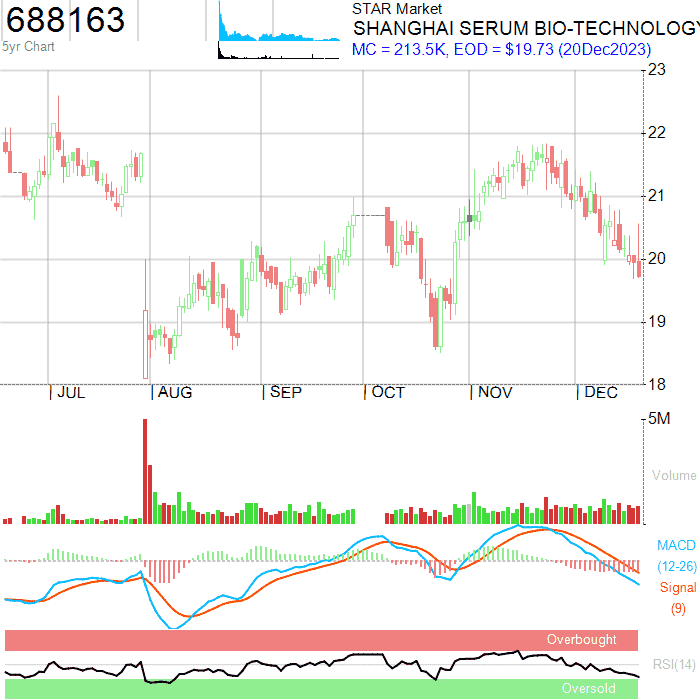 688163
5yr Chart
STAR Market
SHANGHAI SERUM BIO-TECHNOLOGY
MC = 213.5K, EOD = $19.73 (20Dec2023)
23
22
21
20
19
18
JUL
AUG
SEP
OCT
NOV
DEC
5M
Volume
MACD
(12-26)
Signal
(9)
Overbought
RSI(14)
Oversold